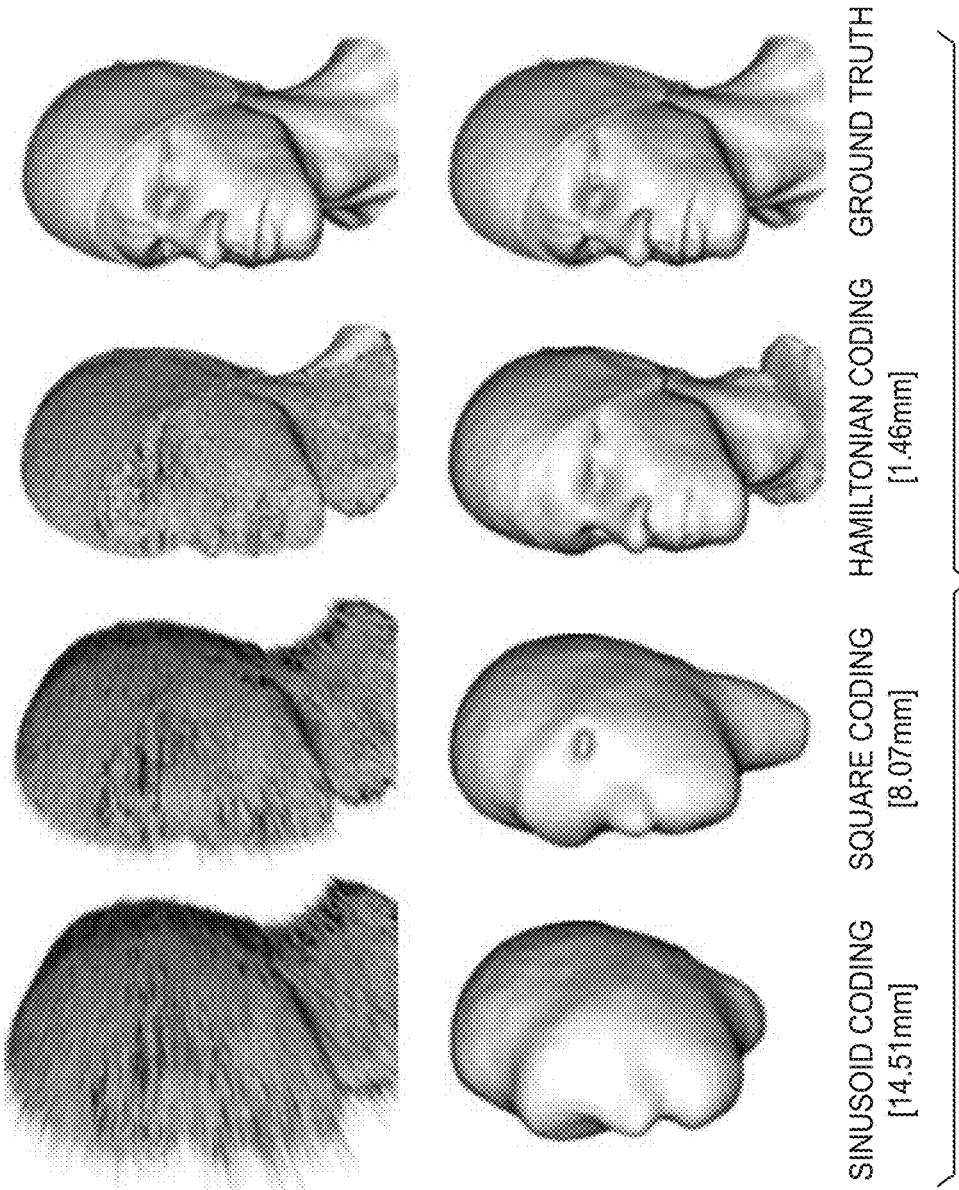 SINUSOID CODING
[14.51mm]
SQUARE CODING
[8.07mm]
HAMILTONIAN CODING
[1.46mm]
GROUND TRUTH